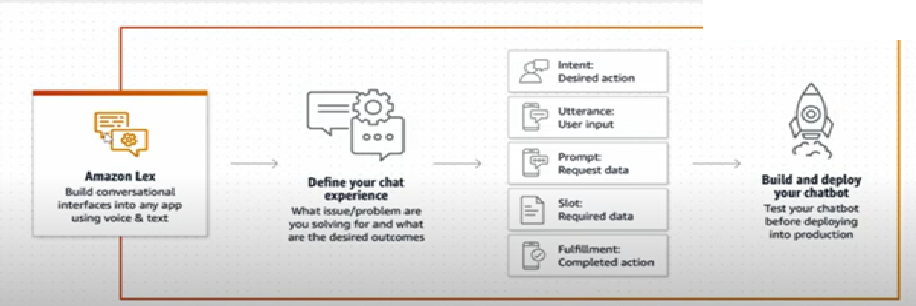 Amazon Lex
Build conversational
interfaces into any app
using voice & text
Define your chat
experience
What issue/problem are
you solving for and what
are the desired outcomes
Intent:
Desired action
Utterance:
User input
Prompt:
Request data
Slot:
Required data
Fulfillment:
Completed action
Build and deploy
your chatbot
Test your chatbot
before deploying
into production